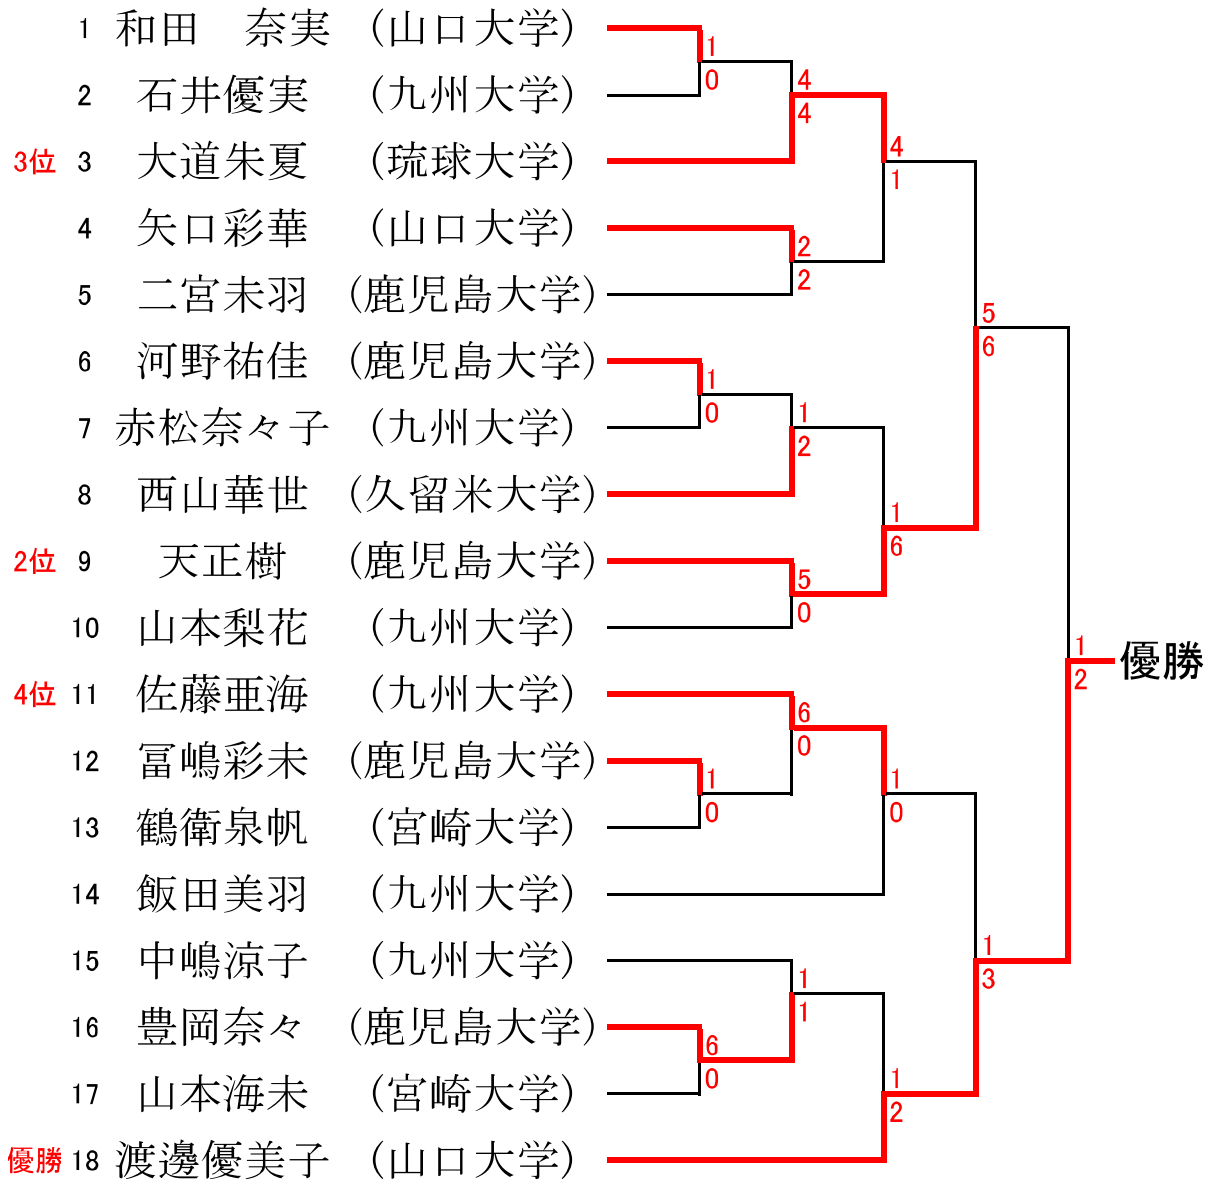 1 和田　奈実 (山口大学)
2 石井優実 (九州大学)
3位 3 大道朱夏 (琉球大学)
4 矢口彩華 (山口大学)
5 二宮未羽 (鹿児島大学)
6 河野祐佳 (鹿児島大学)
7 赤松奈々子 (九州大学)
8 西山華世 (久留米大学)
2位 9 天正樹 (鹿児島大学)
10 山本梨花 (九州大学)
4位 11 佐藤亜海 (九州大学)
12 冨嶋彩未 (鹿児島大学)
13 鶴衛泉帆 (宮崎大学)
14 飯田美羽 (九州大学)
15 中嶋涼子 (九州大学)
16 豊岡奈々 (鹿児島大学)
17 山本海未 (宮崎大学)
優勝 18 渡邊優美子 (山口大学)
1
0
1
0
1
0
6
0
4
4
2
2
1
2
5
0
6
0
1
1
4
1
1
6
1
0
1
2
5
6
1
3
1
2
優勝